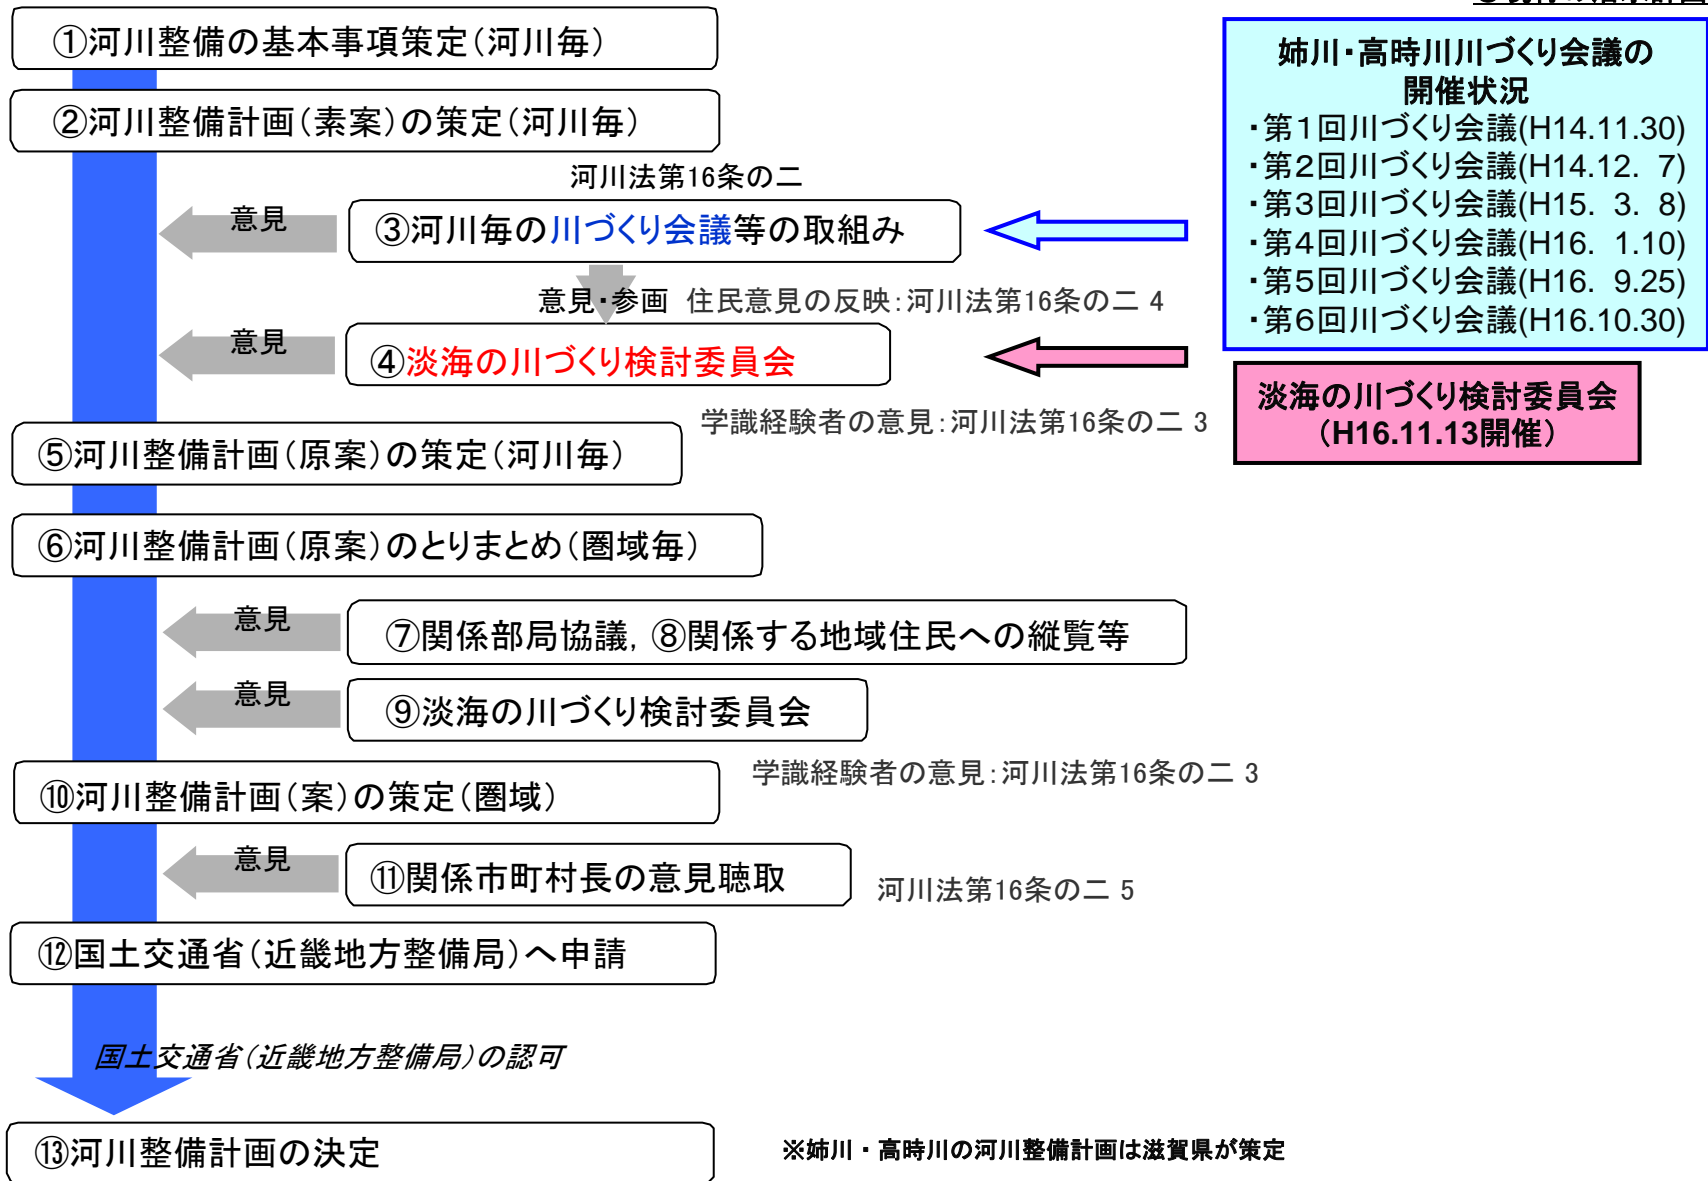 ①河川整備の基本事項策定(河川毎)
②河川整備計画(素案)の策定(河川毎)
河川法第16条の二
意見
③河川毎の川づくり会議等の取組み
意見・参画 住民意見の反映:河川法第16条の二 4
意見
④淡海の川づくり検討委員会
学識経験者の意見:河川法第16条の二 3
⑤河川整備計画(原案)の策定(河川毎)
⑥河川整備計画(原案)のとりまとめ(圏域毎)
意見
⑦関係部局協議, ⑧関係する地域住民への縦覧等
意見
⑨淡海の川づくり検討委員会
学識経験者の意見:河川法第16条の二 3
⑩河川整備計画(案)の策定(圏域)
意見
⑪関係市町村長の意見聴取
河川法第16条の二 5
⑫国土交通省(近畿地方整備局)へ申請
国土交通省(近畿地方整備局)の認可
⑬河川整備計画の決定
※姉川・高時川の河川整備計画は滋賀県が策定
姉川・高時川川づくり会議の
開催状況
・第1回川づくり会議(H14.11.30)
・第2回川づくり会議(H14.12. 7)
・第3回川づくり会議(H15. 3. 8)
・第4回川づくり会議(H16. 1.10)
・第5回川づくり会議(H16. 9.25)
・第6回川づくり会議(H16.10.30)
淡海の川づくり検討委員会
(H16.11.13開催)